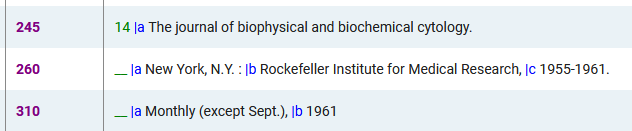 245 14 |a The journal of biophysical and biochemical cytology.
260 __ |a New York, N.Y. : |b Rockefeller Institute for Medical Research, |c 1955-1961.
310 __ |a Monthly (except Sept.), |b 1961